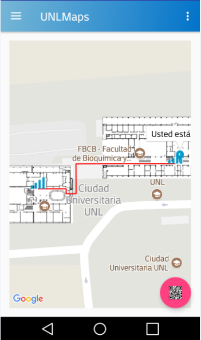 UNLMaps
Usted está
FBCB - Facultad
de Bioquímica y
UNL
Ciudad
Universitaria
UNL
Ciudad
Universitaria UNL
Google